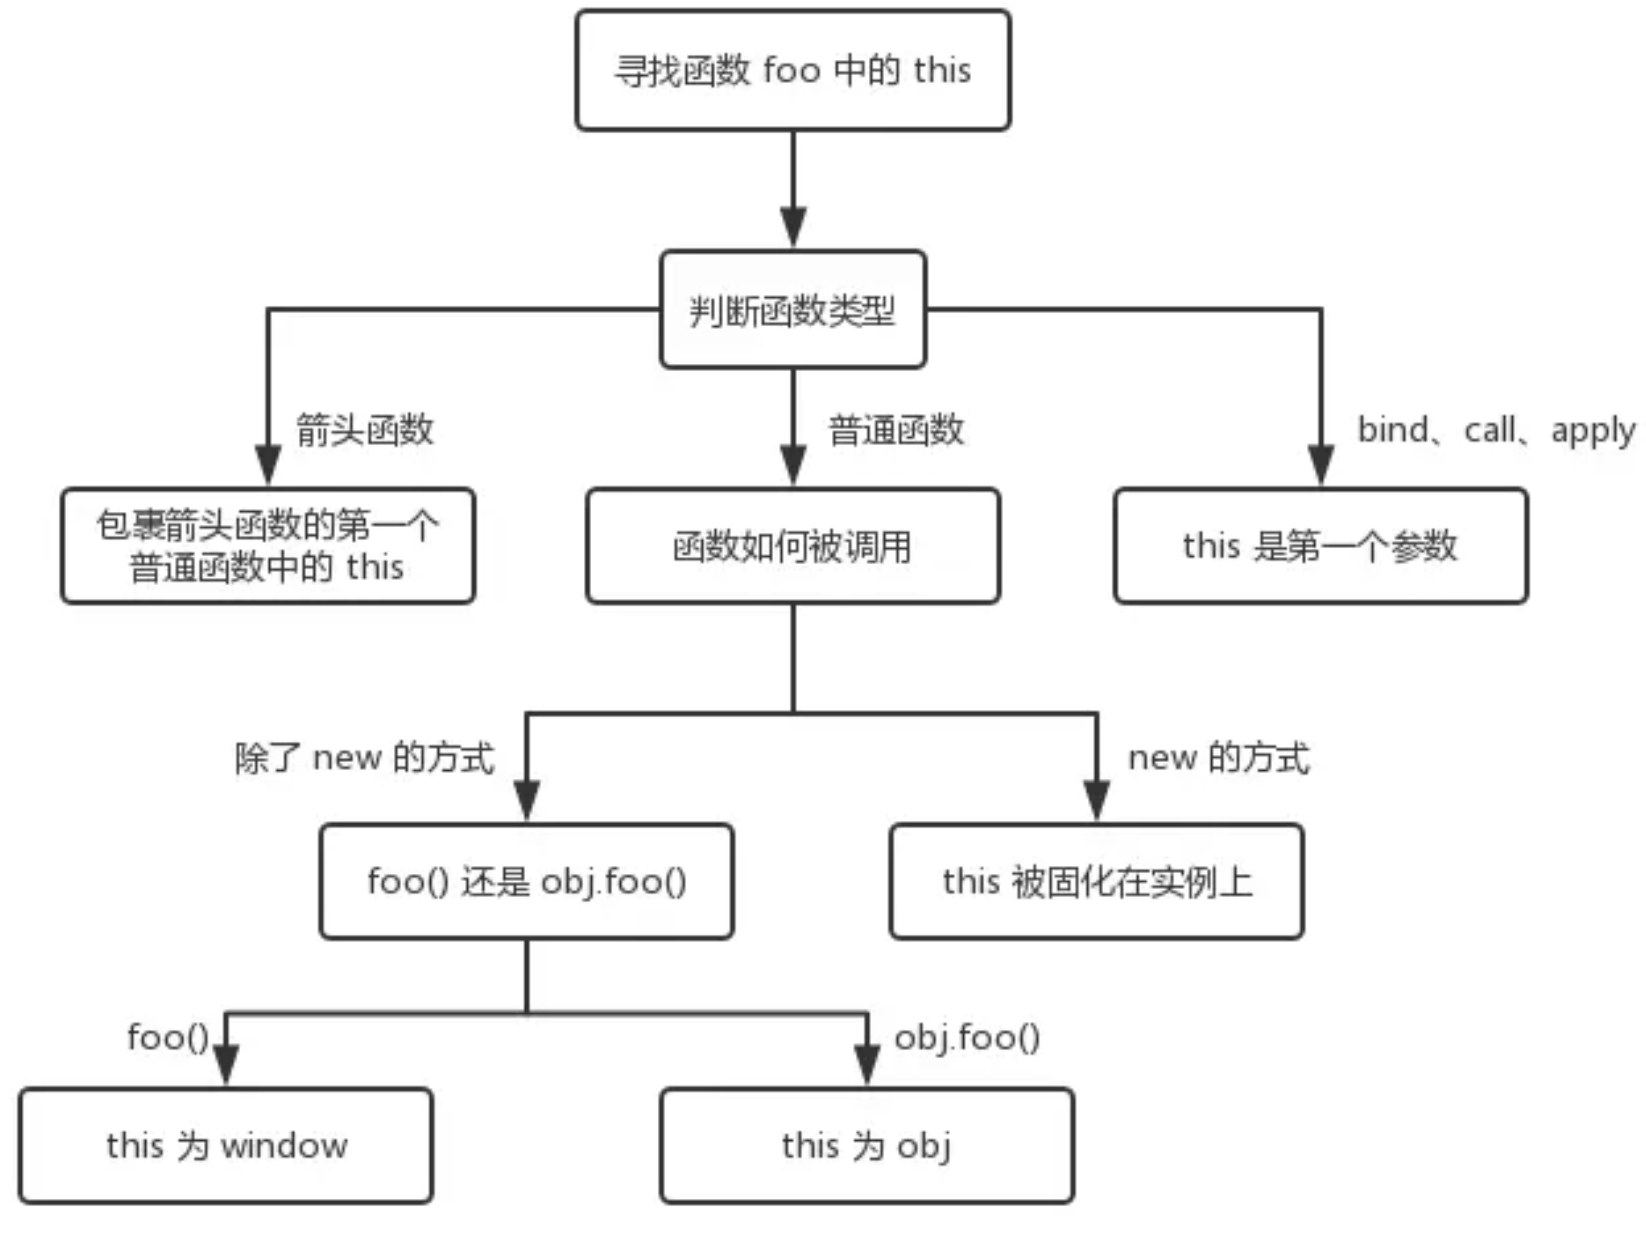 寻找函数 foo 中的 this
判断函数类型
箭头函数
普通函数
bind、call、apply
包裹箭头函数的第一个
普通函数中的 this
函数如何被调用
this 是第一个参数
除了 new 的方式
new 的方式
foo() 还是 obj.foo()
this 被固化在实例上
foo()
obj.foo()
this 为 window
this 为 obj